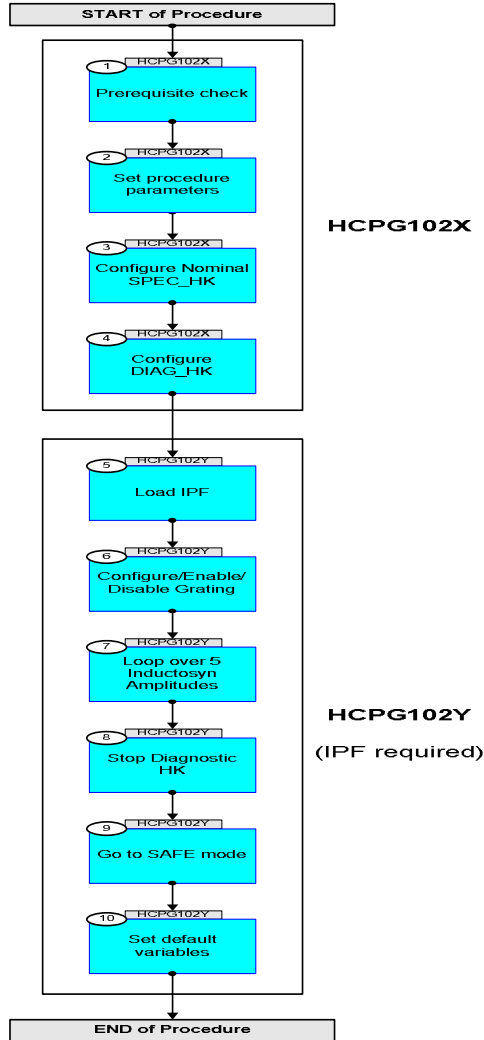 START of Procedure
HCPG102X
1
Prerequisite check
HCPG102X
2
Set procedure
parameters
HCPG102X
HCPG102X
3
Configure Nominal
SPEC_HK
HCPG102X
4
Configure
DIAG_HK
HCPG102Y
5
Load IPF
HCPG102Y
6
Configure/Enable/
Disable Grating
HCPG102Y
7
Loop over 5
Inductosyn
Amplitudes
HCPG102Y
(IPF required)
HCPG102Y
8
Stop Diagnostic
HK
HCPG102Y
9
Go to SAFE mode
HCPG102Y
10
Set default
variables
END of Procedure